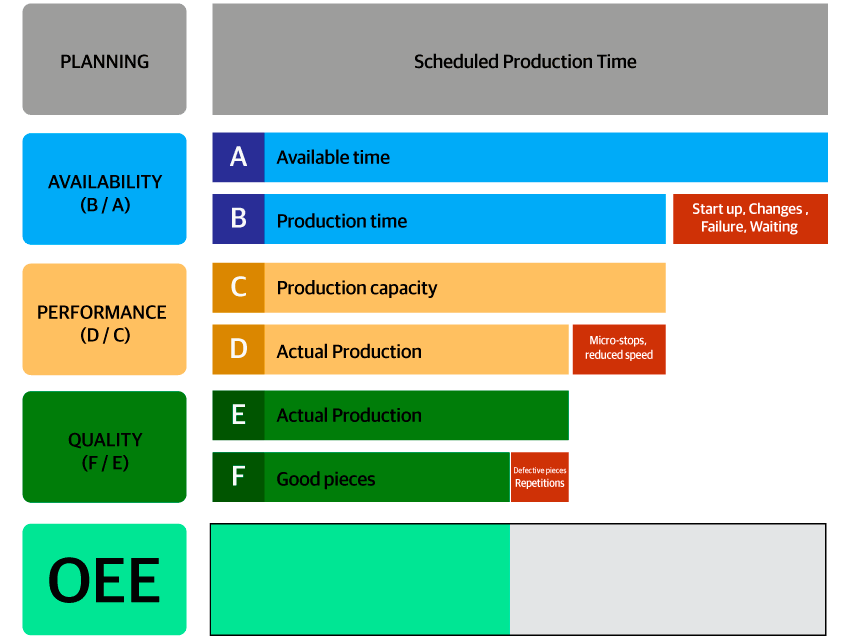 PLANNING
Scheduled Production Time
AVAILABILITY
(B / A)
A
Available time
B
Production time
Start up, Changes ,
Failure, Waiting
PERFORMANCE
(D / C)
C
Production capacity
D
Actual Production
Micro-stops,
reduced speed
QUALITY
(F / E)
E
Actual Production
F
Good pieces
Defective pieces
Repetitions
OEE